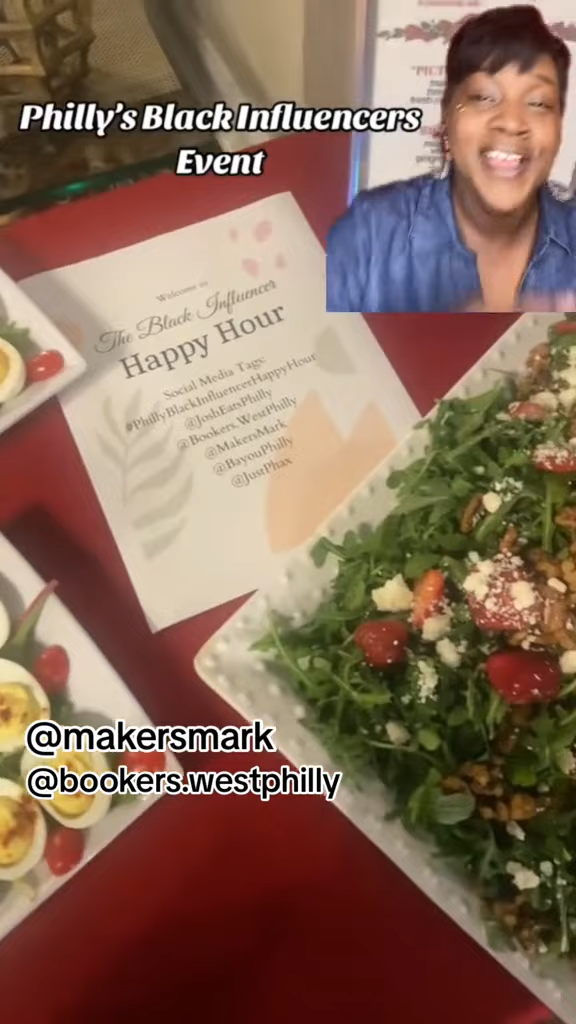 Philly's Black Influencers
Event
Welcome to
The Black Influencer
Happy Hour
Social Media Tags:
#PhillyBlackInfluencerHappyHour
@JoshEatsPhilly
@Bookers.WestPhilly
@MakersMark
@BayouPhilly
@JustPhax
@makersmark
@bookers.westphilly